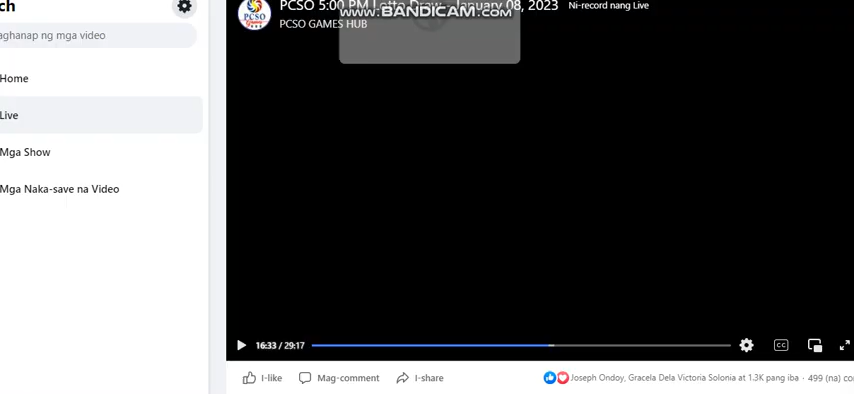 ch
aghanap ng mga video
Home
Live
Mga Show
Mga Naka-save na Video
PCSO 5:00 PM Lotto Draw - January 08, 2023
Ni-record nang Live
www.BANDICAM.com
PCSO GAMES HUB
PCSO
16:33 / 29:17
CC
I-like
Mag-comment
I-share
Joseph Ondoy, Gracela Dela Victoria Solonia at 1.3K pang iba · 499 (na) co